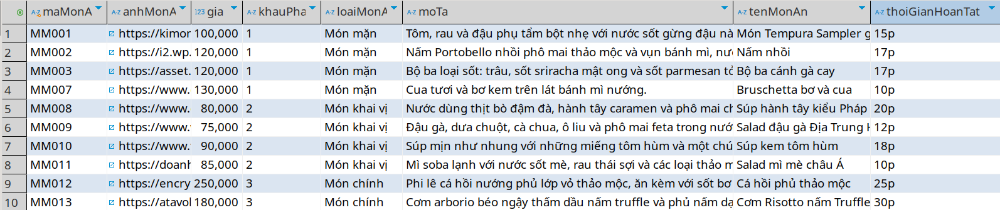 maMonA anhMonA 123 gia khauPha loaiMonA moTa tenMonAn thoiGianHoanTat
1 MM001 https://kimor 100,000 1 Món mặn Tôm, rau và đậu phụ tẩm bột nhẹ với nước sốt gừng đậu nà Món Tempura Sampler g 15p
2 MM002 https://i2.wp. 120,000 1 Món mặn Nấm Portobello nhồi phô mai thảo mộc và vụn bánh mì, nư Nấm nhồi 17p
3 MM003 https://asset. 120,000 1 Món mặn Bộ ba loại sốt: trâu, sốt sriracha mật ong và sốt parmesan tỏ Bộ ba cánh gà cay 17p
4 MM007 https://www. 130,000 1 Món mặn Cua tươi và bơ kem trên lát bánh mì nướng. Bruschetta bơ và cua 10p
5 MM008 https://www. 80,000 2 Món khai vị Nước dùng thịt bò đậm đà, hành tây caramen và phô mai ch Súp hành tây kiểu Pháp 20p
6 MM009 https://www. 75,000 2 Món khai vị Đậu gà, dưa chuột, cà chua, ô liu và phô mai feta trong nướ Salad đậu gà Địa Trung H 12p
7 MM010 https://www. 90,000 2 Món khai vị Súp mịn như nhung với những miếng tôm hùm và một chú Súp kem tôm hùm 18p
8 MM011 https://doanh 85,000 2 Món khai vị Mì soba lạnh với nước sốt mè, rau thái sợi và các loại thảo m Salad mì mè châu Á 10p
9 MM012 https://encry 250,000 3 Món chính Phi lê cá hồi nướng phủ lớp vỏ thảo mộc, ăn kèm với sốt bơ Cá hồi phủ thảo mộc 25p
10 MM013 https://atavol 180,000 3 Món chính Cơm arborio béo ngậy thấm dầu nấm truffle và phủ nấm dạ Cơm Risotto nấm Truffle 30p